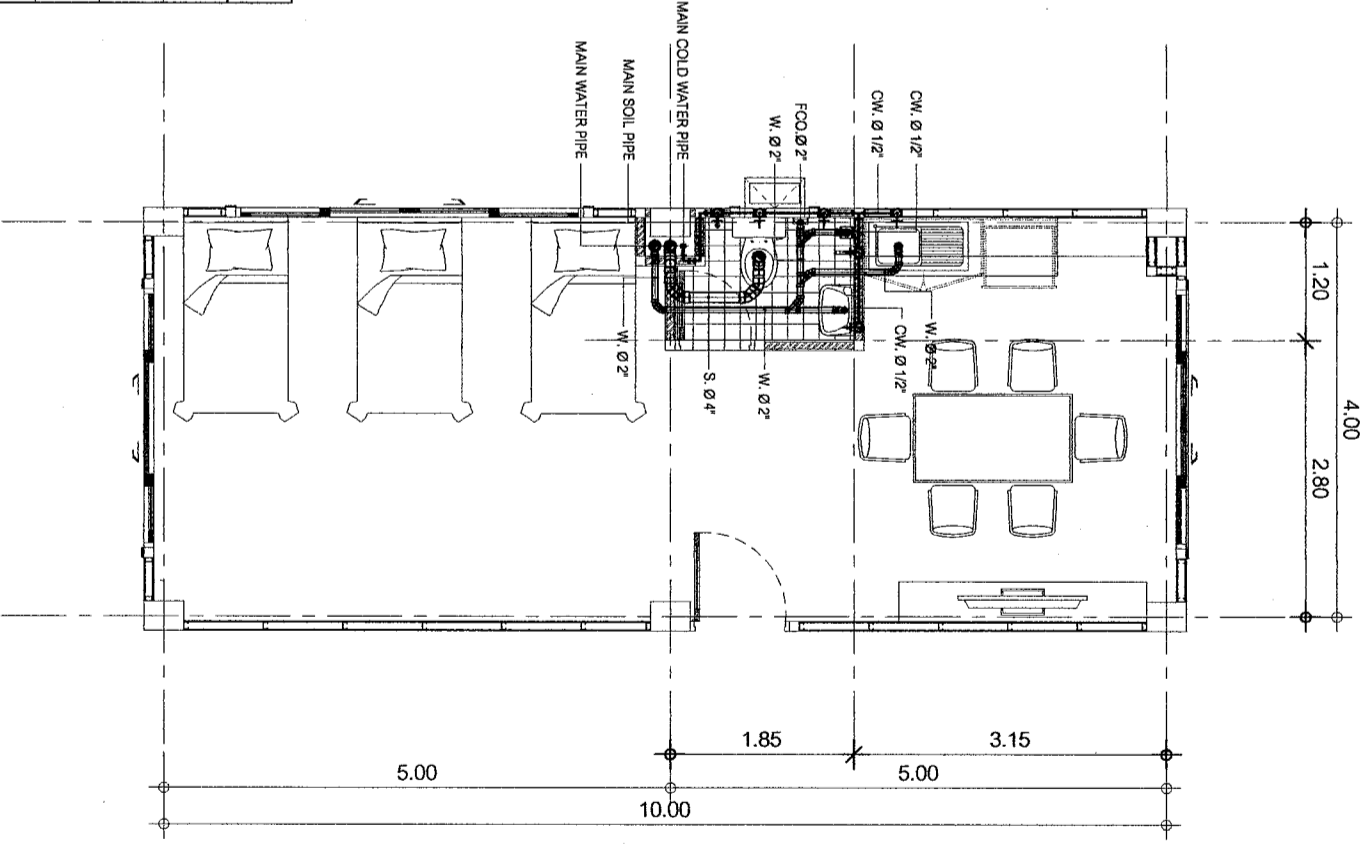 MAIN COLD WATER PIPE
MAIN SOIL PIPE
MAIN WATER PIPE
FCO.Ø 2"
W. Ø 2"
CW. Ø 1/2"
CW. Ø 1/2"
W. Ø 2"
S. Ø 4"
W. Ø 2"
CW. Ø 1/2"
W. Ø 2"
1.20
2.80
4.00
1.85
3.15
5.00
5.00
10.00